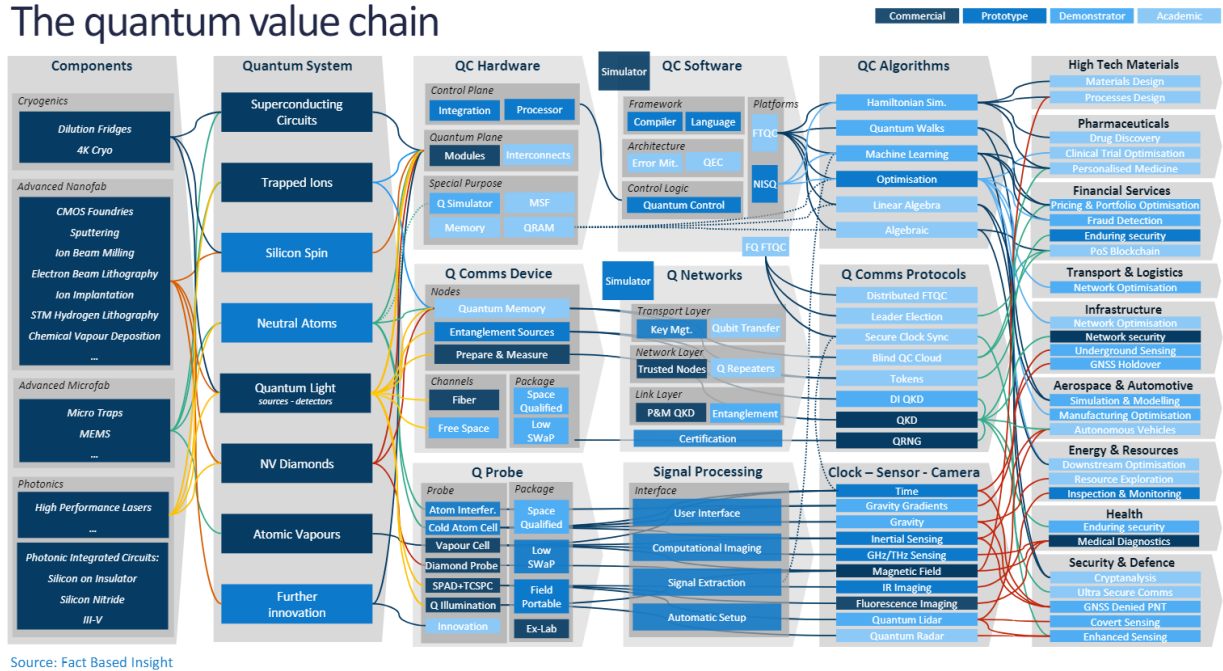 The quantum value chain
Commercial
Prototype
Demonstrator
Academic
Components
Cryogenics
Dilution Fridges
4K Cryo
Advanced Nanofab
CMOS Foundries
Sputtering
Ion Beam Milling
Electron Beam Lithography
Ion Implantation
STM Hydrogen Lithography
Chemical Vapour Deposition
...
Advanced Microfab
Micro Traps
MEMS
...
Photonics
High Performance Lasers
...
Photonic Integrated Circuits:
Silicon on Insulator
Silicon Nitride
III-V
Quantum System
Superconducting
Circuits
Trapped Ions
Silicon Spin
Neutral Atoms
Quantum Light
sources - detectors
NV Diamonds
Atomic Vapours
Further
innovation
QC Hardware
Control Plane
Integration
Processor
Quantum Plane
Modules
Interconnects
Special Purpose
Q Simulator
MSF
Memory
QRAM
Simulator
QC Software
Framework
Compiler
Language
Architecture
Error Mit.
QEC
Control Logic
Quantum Control
Platforms
FTQC
NISQ
FQ FTQC
QC Algorithms
Hamiltonian Sim.
Quantum Walks
Machine Learning
Optimisation
Linear Algebra
Algebraic
Q Comms Device
Nodes
Quantum Memory
Entanglement Sources
Prepare & Measure
Channels
Fiber
Free Space
Package
Space
Qualified
Low
SWaP
Simulator
Q Networks
Transport Layer
Key Mgt.
Qubit Transfer
Network Layer
Trusted Nodes
Q Repeaters
Link Layer
P&M QKD
Entanglement
Certification
Q Comms Protocols
Distributed FTQC
Leader Election
Secure Clock Sync
Blind QC Cloud
Tokens
DI QKD
QKD
QRNG
Q Probe
Probe
Atom Interfer.
Cold Atom Cell
Vapour Cell
Diamond Probe
SPAD+TCSPC
Q Illumination
Innovation
Package
Space
Qualified
Low
SWaP
Field
Portable
Ex-Lab
Signal Processing
Interface
User Interface
Computational Imaging
Signal Extraction
Automatic Setup
Clock – Sensor - Camera
Time
Gravity Gradients
Gravity
Inertial Sensing
GHz/THz Sensing
Magnetic Field
IR Imaging
Fluorescence Imaging
Quantum Lidar
Quantum Radar
High Tech Materials
Materials Design
Processes Design
Pharmaceuticals
Drug Discovery
Clinical Trial Optimisation
Personalised Medicine
Financial Services
Pricing & Portfolio Optimisation
Fraud Detection
Enduring security
PoS Blockchain
Transport & Logistics
Network Optimisation
Infrastructure
Network Optimisation
Network security
Underground Sensing
GNSS Holdover
Aerospace & Automotive
Simulation & Modelling
Manufacturing Optimisation
Autonomous Vehicles
Energy & Resources
Downstream Optimisation
Resource Exploration
Inspection & Monitoring
Health
Enduring security
Medical Diagnostics
Security & Defence
Cryptanalysis
Ultra Secure Comms
GNSS Denied PNT
Covert Sensing
Enhanced Sensing
Source: Fact Based Insight